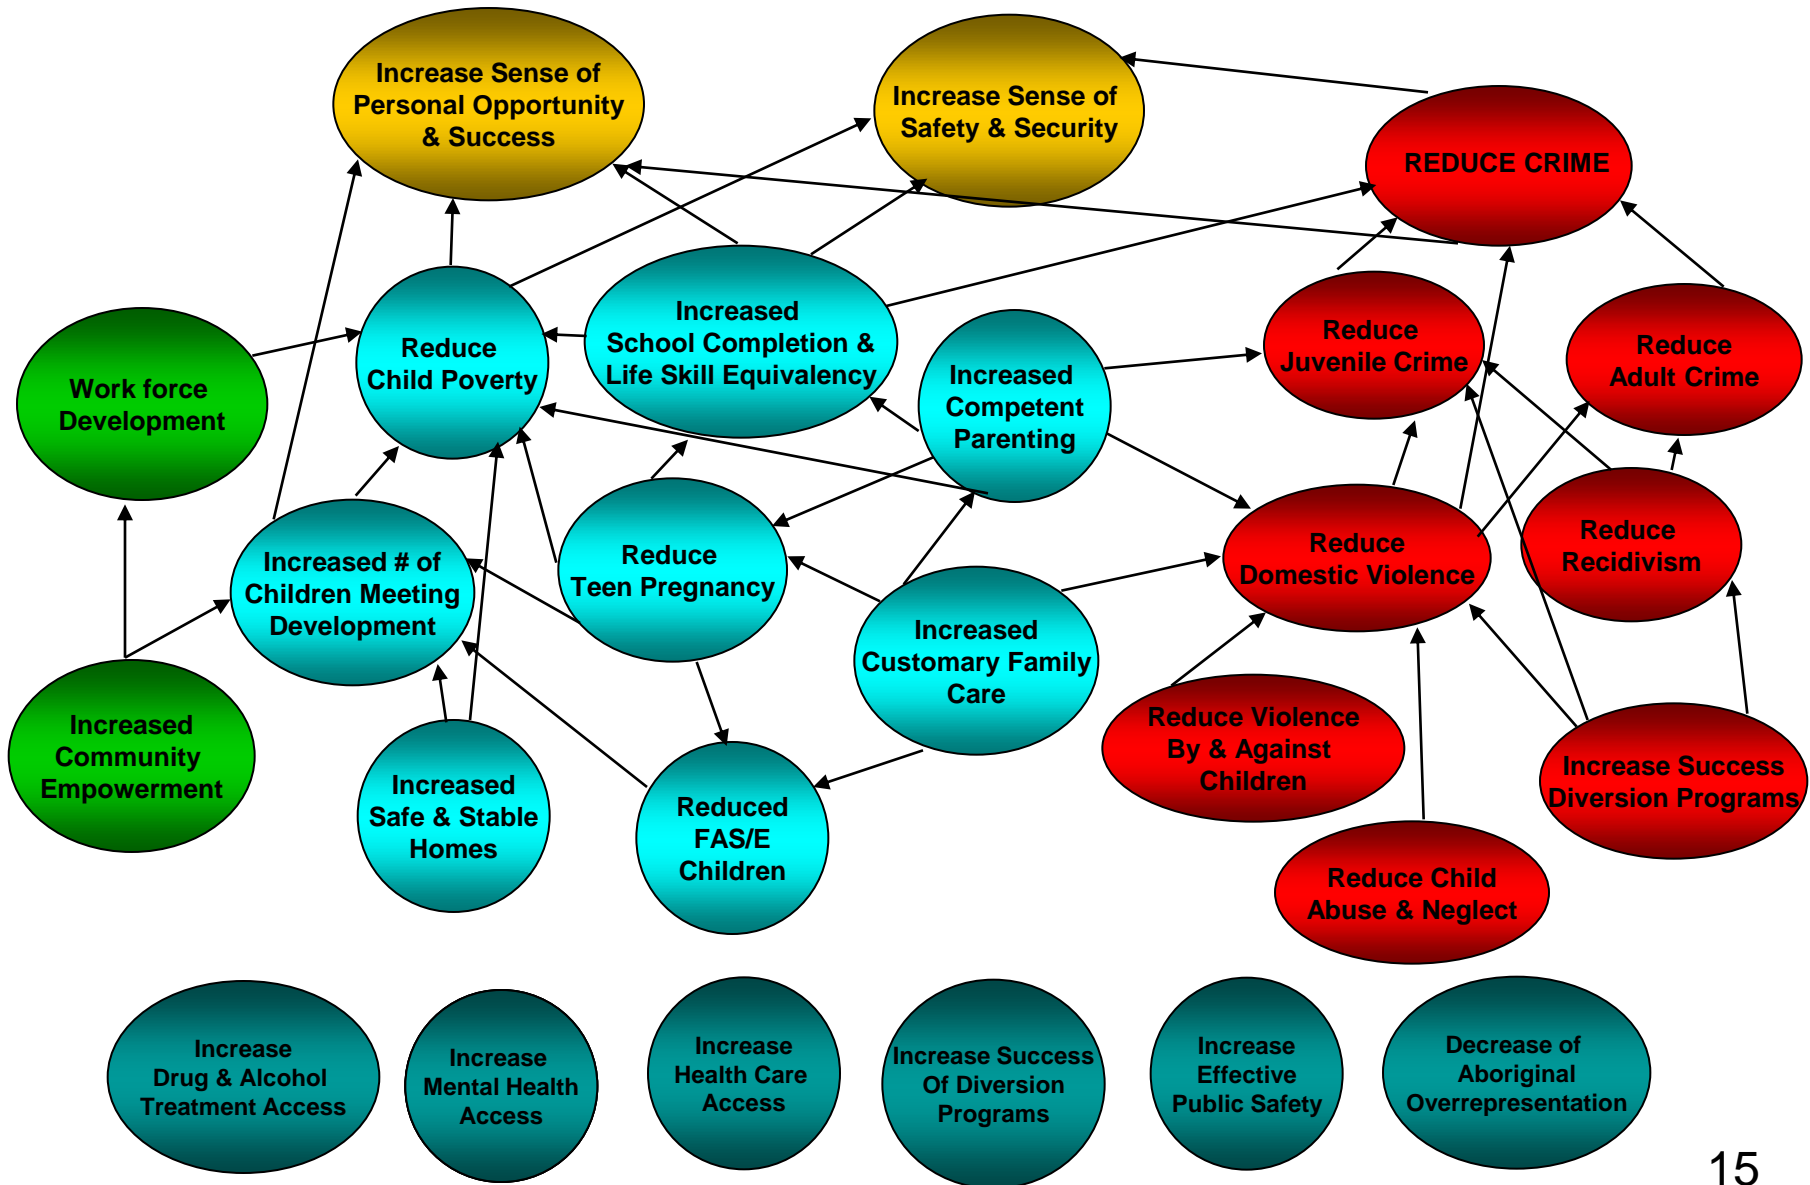 Increase Sense of
Personal Opportunity
& Success
Increase Sense of
Safety & Security
REDUCE CRIME
Work force
Development
Reduce
Child Poverty
Increased
School Completion &
Life Skill Equivalency
Increased
Competent
Parenting
Reduce
Juvenile Crime
Reduce
Adult Crime
Increased # of
Children Meeting
Development
Reduce
Teen Pregnancy
Increased
Customary Family
Care
Reduce
Domestic Violence
Reduce
Recidivism
Increased
Community
Empowerment
Increased
Safe & Stable
Homes
Reduced
FAS/E
Children
Reduce Violence
By & Against
Children
Increase Success
Diversion Programs
Reduce Child
Abuse & Neglect
Increase
Drug & Alcohol
Treatment Access
Increase
Mental Health
Access
Increase
Health Care
Access
Increase Success
Of Diversion
Programs
Increase
Effective
Public Safety
Decrease of
Aboriginal
Overrepresentation
15